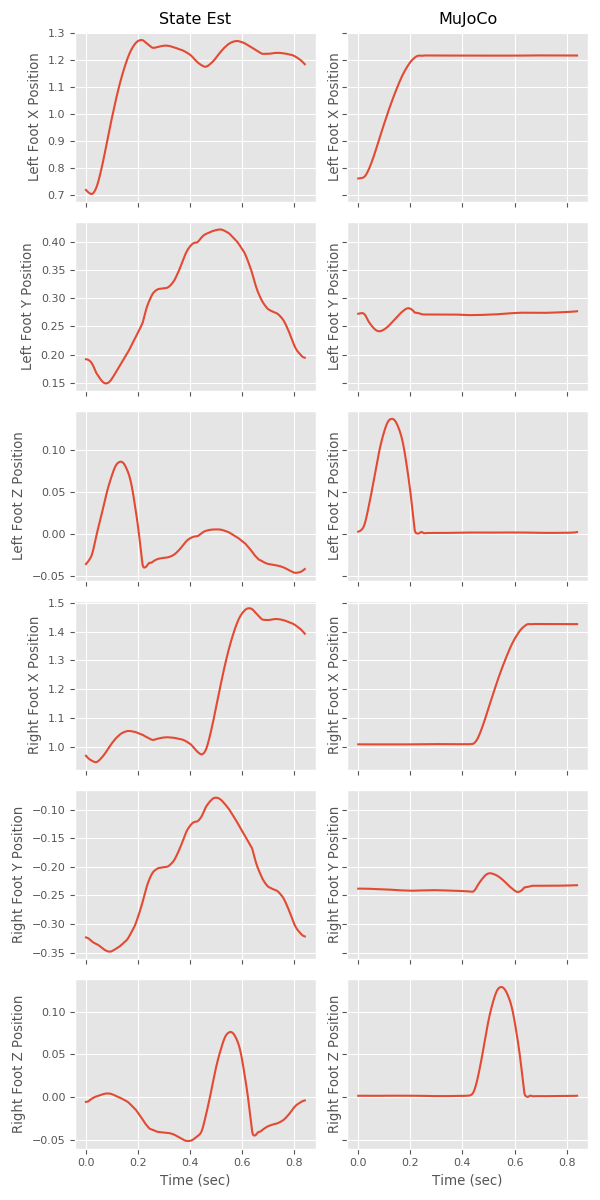 State Est
MuJoCo
Left Foot X Position
1.3
1.2
1.1
1.0
0.9
0.8
0.7
Left Foot X Position
Left Foot Y Position
0.40
0.35
0.30
0.25
0.20
0.15
Left Foot Y Position
Left Foot Z Position
0.10
0.05
0.00
−0.05
Left Foot Z Position
Right Foot X Position
1.5
1.4
1.3
1.2
1.1
1.0
Right Foot X Position
Right Foot Y Position
−0.10
−0.15
−0.20
−0.25
−0.30
−0.35
Right Foot Y Position
Right Foot Z Position
0.10
0.05
0.00
−0.05
Right Foot Z Position
0.0 0.2 0.4 0.6 0.8
0.0 0.2 0.4 0.6 0.8
Time (sec)
Time (sec)